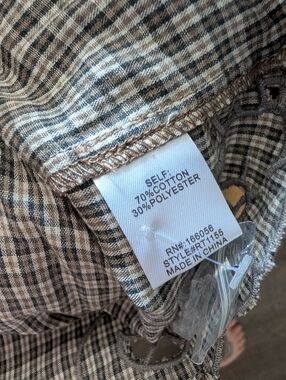 SELF:
70%COTTON
30%POLYESTER
RN#:166056
STYLE#RT1155
MADE IN CHINA